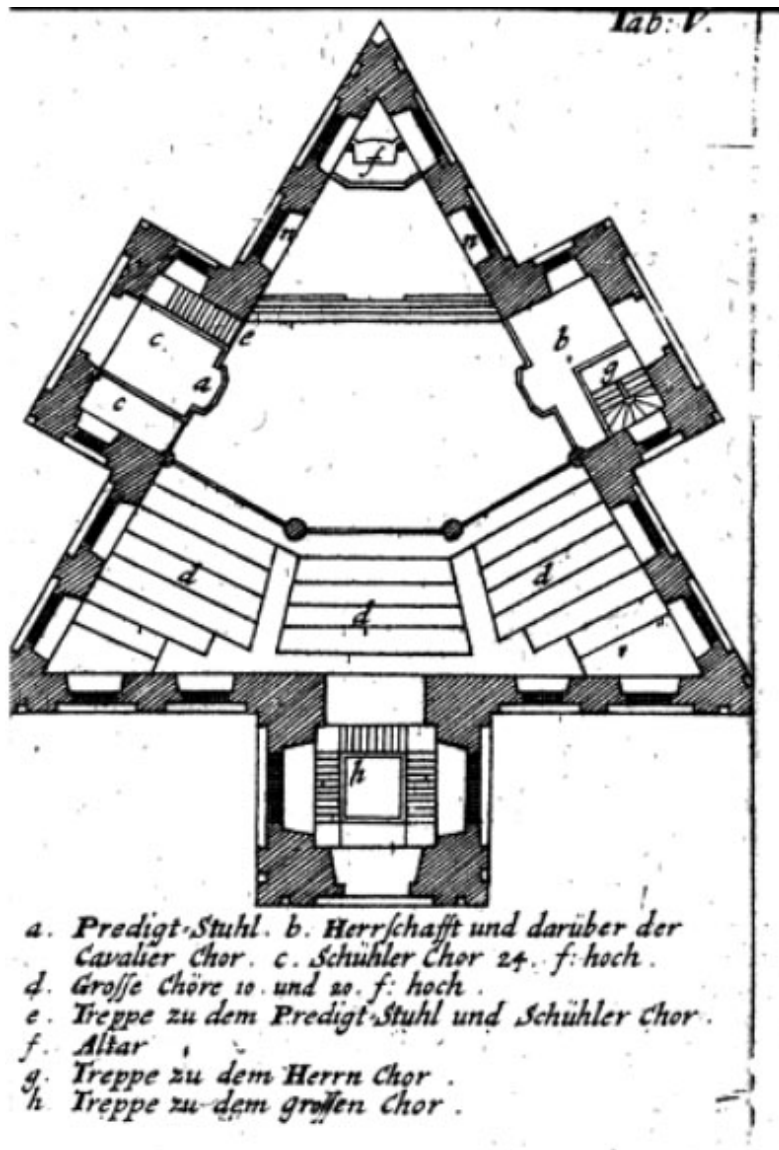 Tab: V.
f
n
n
c.
e
b
a
g
c
d
d
d
h
a. Predigt-Stuhl. b. Herrschafft und darüber der
Cavalier Chor. c. Schühler Chor 24. f: hoch.
d. Grosse Chöre 10. und 20. f: hoch.
e. Treppe zu dem Predigt-Stuhl und Schühler Chor.
f. Altar
g. Treppe zu dem Herrn Chor.
h. Treppe zu dem grossen Chor.